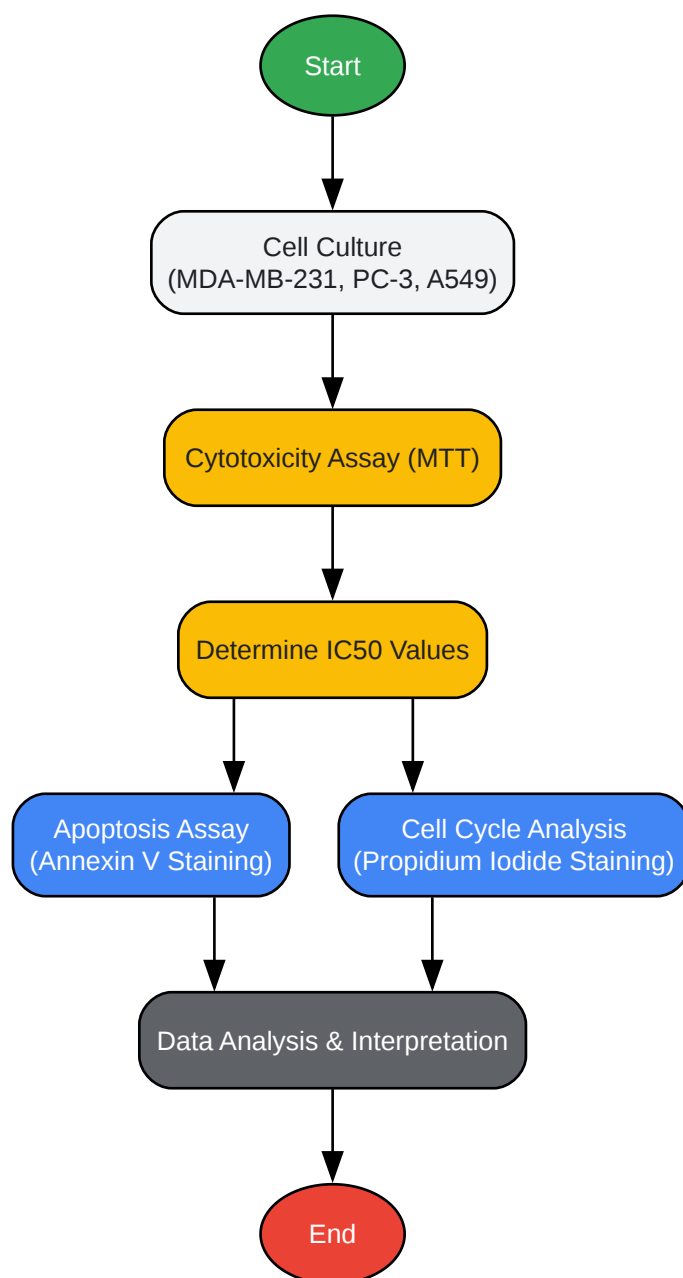 Start
Cell Culture
(MDA-MB-231, PC-3, A549)
Cytotoxicity Assay (MTT)
Determine IC50 Values
Apoptosis Assay
(Annexin V Staining)
Cell Cycle Analysis
(Propidium Iodide Staining)
Data Analysis & Interpretation
End